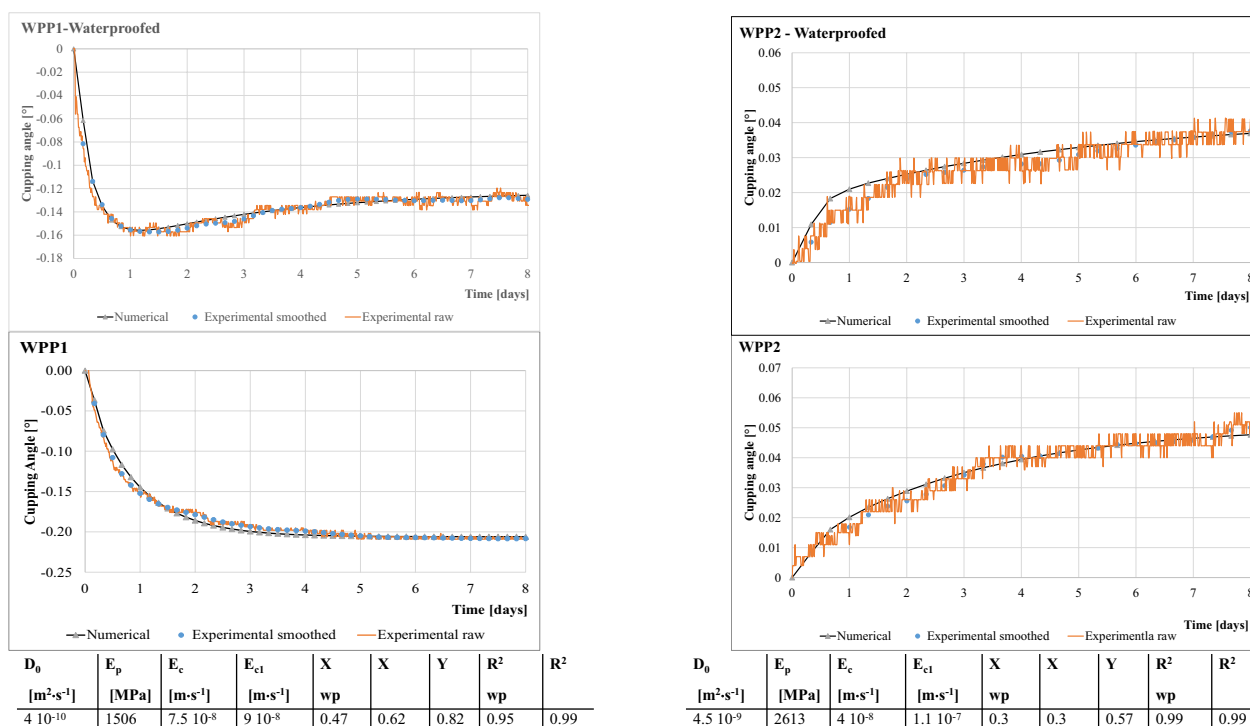 WPP1-Waterproofed
0
-0.02
-0.04
-0.06
-0.08
-0.1
-0.12
-0.14
-0.16
-0.18
Cupping angle [°]
0 1 2 3 4 5 6 7 8
Time [days]
Numerical Experimental smoothed Experimental raw
WPP1
0.00
-0.05
-0.10
-0.15
-0.20
-0.25
Cupping Angle [°]
0 1 2 3 4 5 6 7 8
Time [days]
Numerical Experimental smoothed Experimental raw
D₀ Eₚ E꜀ E꜀₁ X X Y R² R²
[m²·s⁻¹] [MPa] [m·s⁻¹] [m·s⁻¹] wp wp
4 10⁻¹⁰ 1506 7.5 10⁻⁸ 9 10⁻⁸ 0.47 0.62 0.82 0.95 0.99
WPP2 - Waterproofed
0.06
0.05
0.04
0.03
0.02
0.01
0
Cupping angle [°]
0 1 2 3 4 5 6 7 8
Time [days]
Numerical Experimental smoothed Experimental raw
WPP2
0.07
0.06
0.05
0.04
0.03
0.02
0.01
0
Cupping angle [°]
0 1 2 3 4 5 6 7 8
Time [days]
Numerical Experimental smoothed Experimentla raw
D₀ Eₚ E꜀ E꜀₁ X X Y R² R²
[m²·s⁻¹] [MPa] [m·s⁻¹] [m·s⁻¹] wp wp
4.5 10⁻⁹ 2613 4 10⁻⁸ 1.1 10⁻⁷ 0.3 0.3 0.57 0.99 0.99